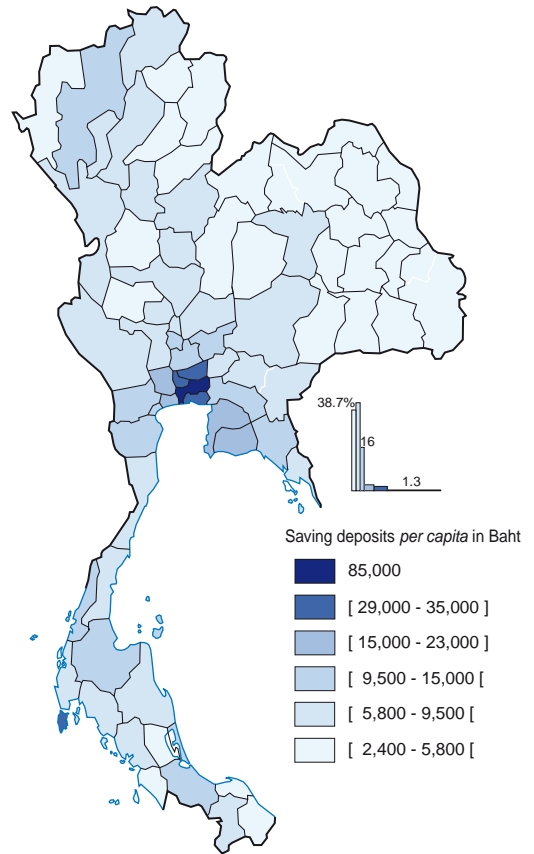 38.7%
16
1.3
Saving deposits per capita in Baht
85,000
[ 29,000 - 35,000 ]
[ 15,000 - 23,000 ]
[ 9,500 - 15,000 [
[ 5,800 - 9,500 [
[ 2,400 - 5,800 [